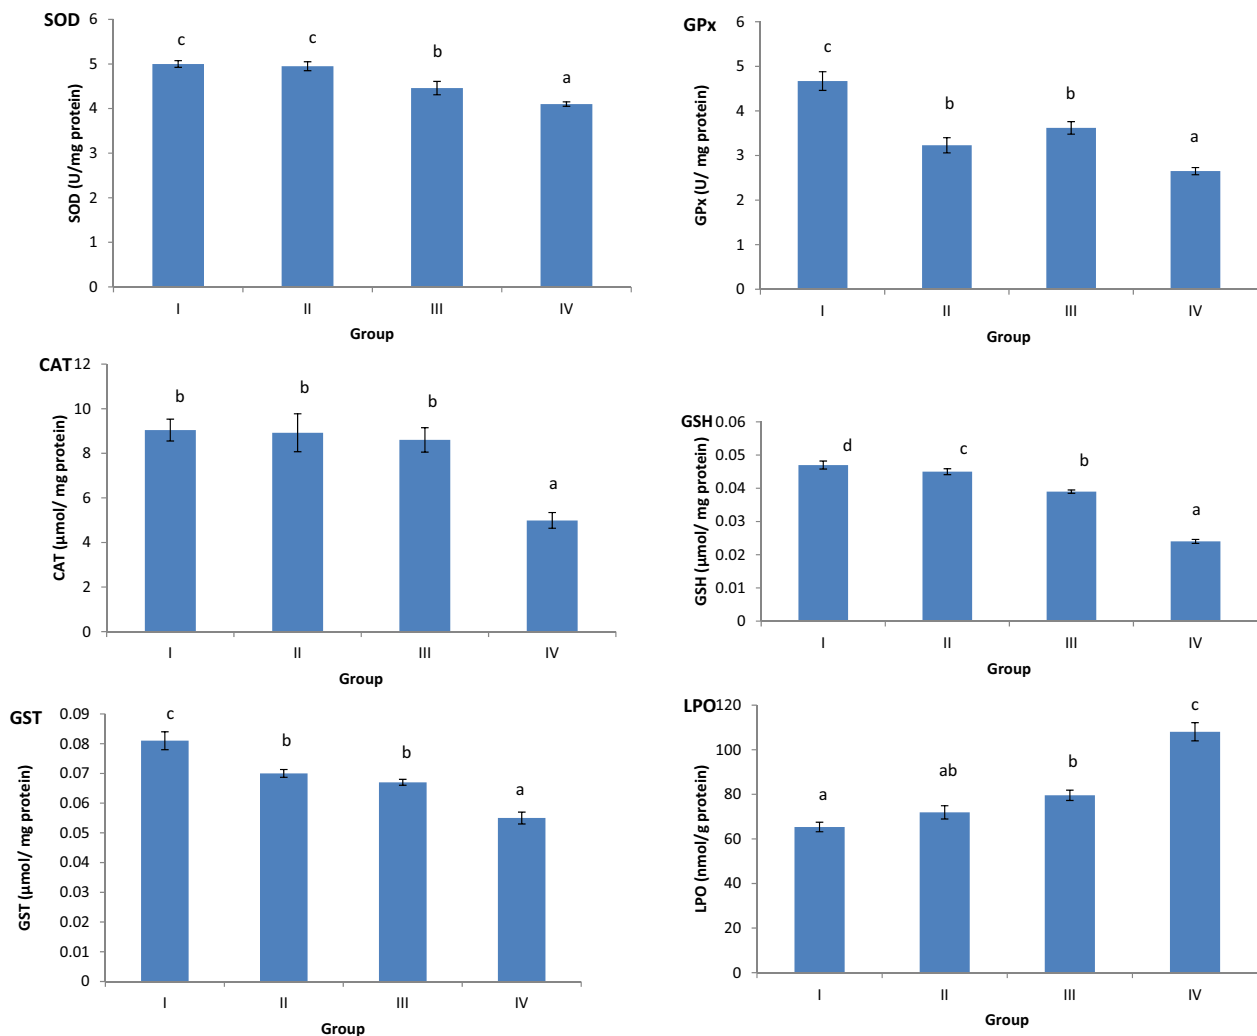 SOD
6
5
4
3
2
1
0
SOD (U/mg protein)
c
c
b
a
I
II
III
IV
Group
GPx
6
5
4
3
2
1
0
GPx (U/ mg protein)
c
b
b
a
I
II
III
IV
Group
CAT
12
10
8
6
4
2
0
CAT (µmol/ mg protein)
b
b
b
a
I
II
III
IV
Group
GSH
0.06
0.05
0.04
0.03
0.02
0.01
0
GSH (µmol/ mg protein)
d
c
b
a
I
II
III
IV
Group
GST
0.09
0.08
0.07
0.06
0.05
0.04
0.03
0.02
0.01
0
GST (µmol/ mg protein)
c
b
b
a
I
II
III
IV
Group
LPO
120
100
80
60
40
20
0
LPO (nmol/g protein)
a
ab
b
c
I
II
III
IV
Group